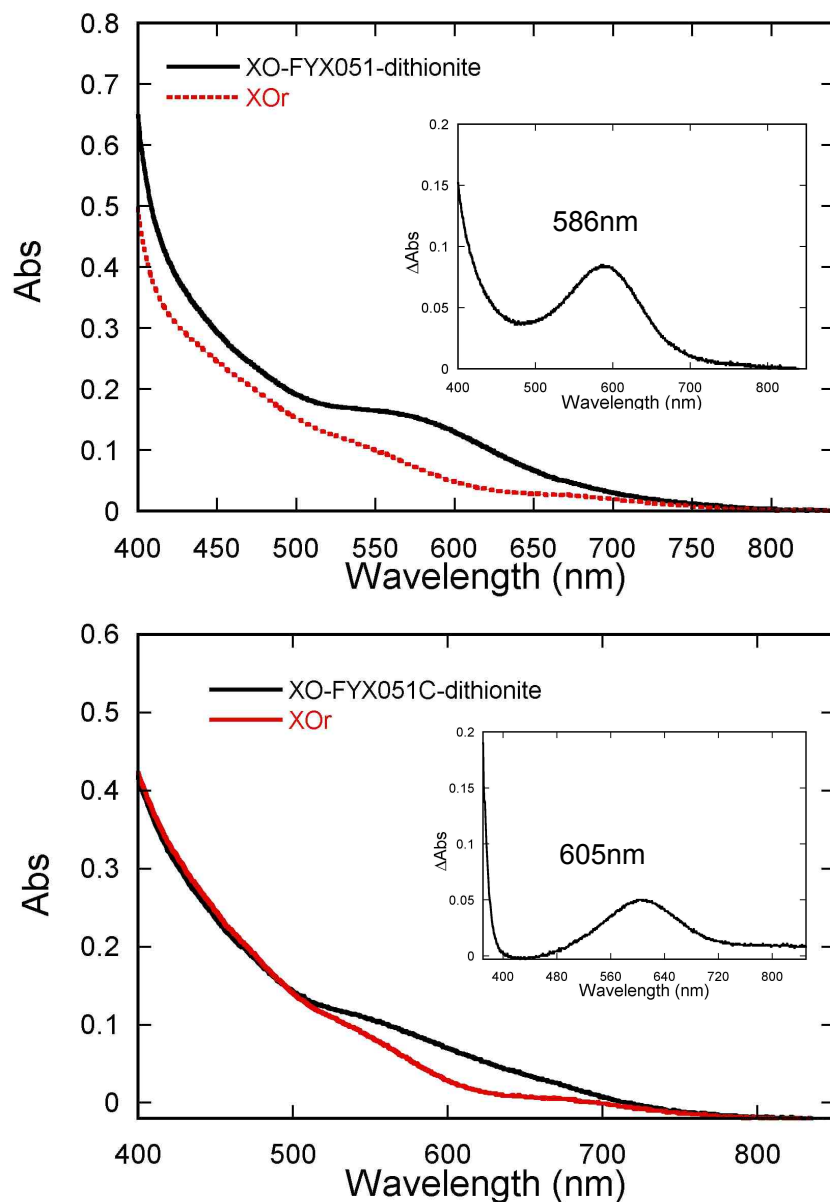 0.8
0.7
0.6
0.5
0.4
0.3
0.2
0.1
0
Abs
XO-FYX051-dithionite
XOr
0.2
0.15
0.1
0.05
0
ΔAbs
586nm
400 500 600 700 800
Wavelength (nm)
400 450 500 550 600 650 700 750 800
Wavelength (nm)
0.6
0.5
0.4
0.3
0.2
0.1
0
Abs
XO-FYX051C-dithionite
XOr
0.2
0.15
0.1
0.05
0
ΔAbs
605nm
400 480 560 640 720 800
Wavelength (nm)
400 500 600 700 800
Wavelength (nm)